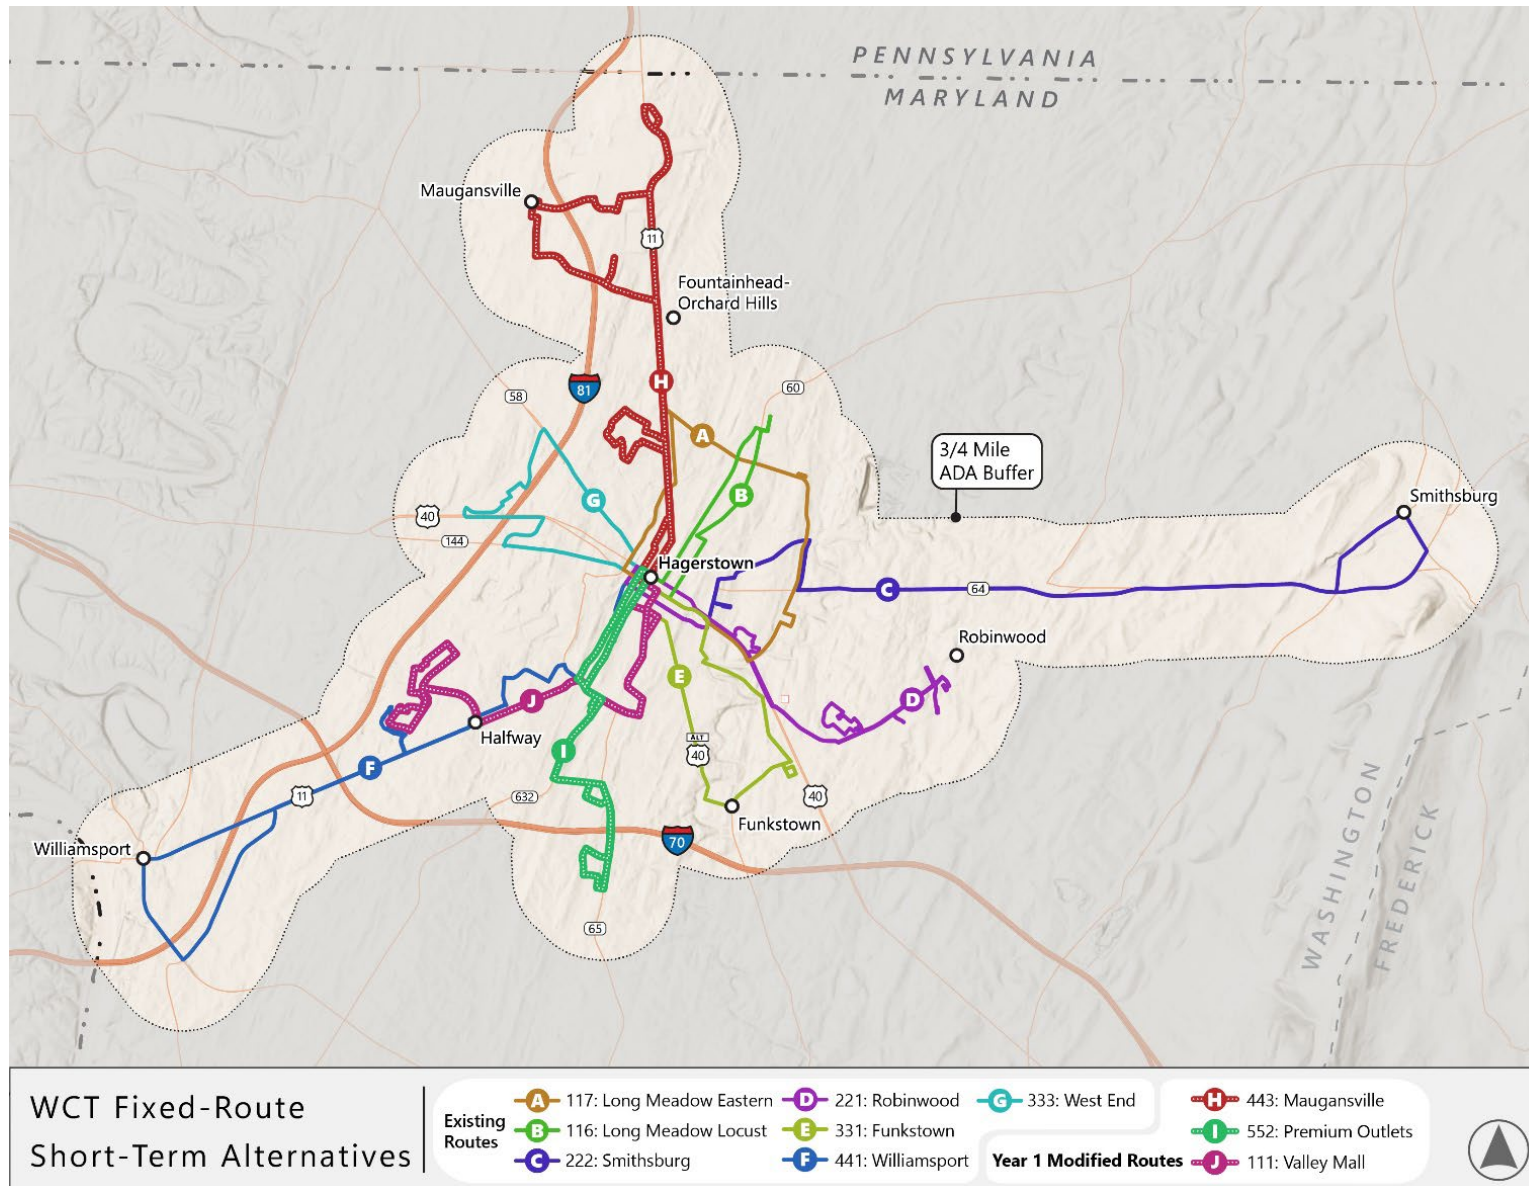 PENNSYLVANIA
MARYLAND
Maugansville
11
Fountainhead-
Orchard Hills
H
81
58
60
A
3/4 Mile
ADA Buffer
B
Smithsburg
G
40
144
Hagerstown
C
64
Robinwood
E
D
J
Halfway
I
ALT
40
F
11
632
40
Funkstown
70
Williamsport
65
WASHINGTON
FREDERICK
WCT Fixed-Route
Short-Term Alternatives
Existing
Routes
A 117: Long Meadow Eastern
B 116: Long Meadow Locust
C 222: Smithsburg
D 221: Robinwood
E 331: Funkstown
F 441: Williamsport
G 333: West End
Year 1 Modified Routes
H 443: Maugansville
I 552: Premium Outlets
J 111: Valley Mall